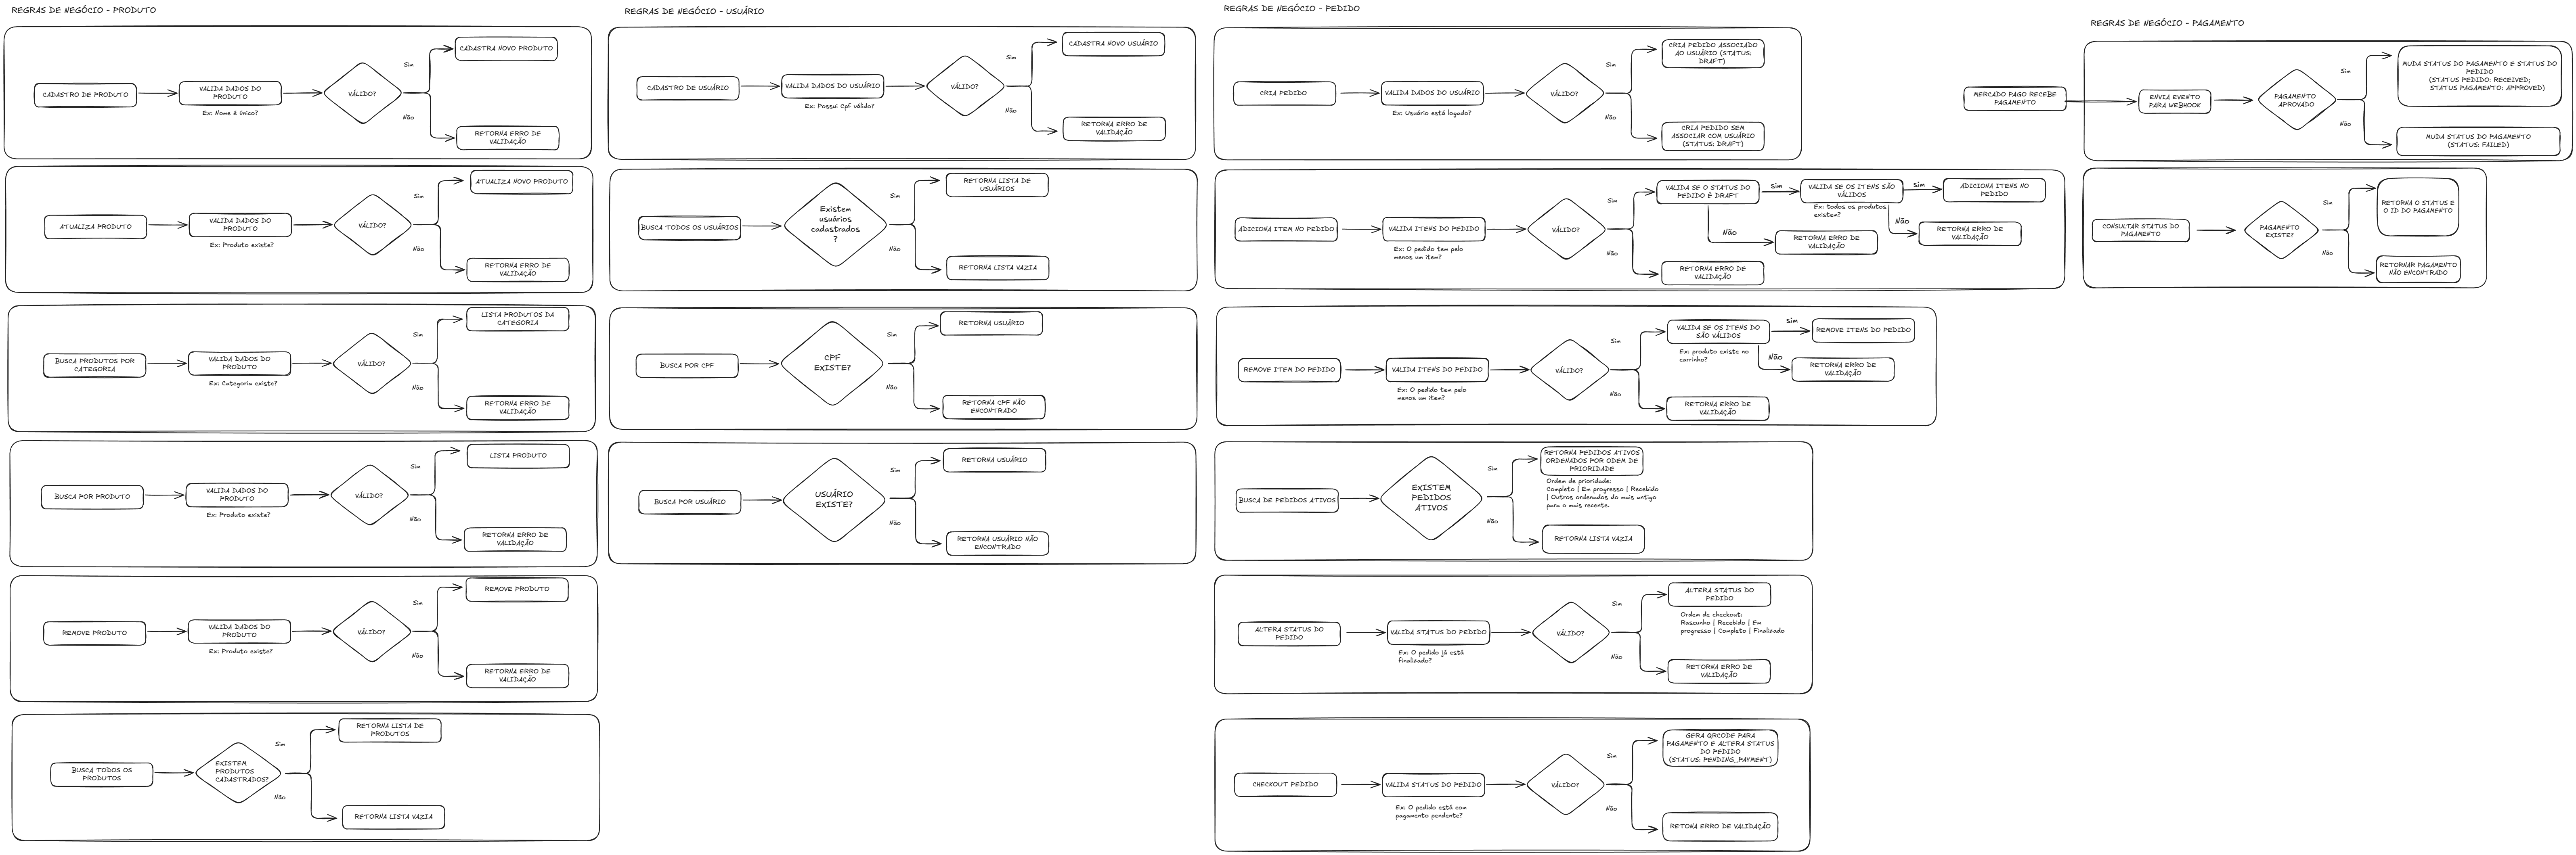 REGRAS DE NEGÓCIO - PRODUTO
CADASTRO DE PRODUTO
VALIDA DADOS DO
PRODUTO
Ex: Nome é único?
VÁLIDO?
Sim
Não
CADASTRA NOVO PRODUTO
RETORNA ERRO DE
VALIDAÇÃO
ATUALIZA PRODUTO
VALIDA DADOS DO
PRODUTO
Ex: Produto existe?
VÁLIDO?
Sim
Não
ATUALIZA NOVO PRODUTO
RETORNA ERRO DE
VALIDAÇÃO
BUSCA PRODUTOS POR
CATEGORIA
VALIDA DADOS DO
PRODUTO
Ex: Categoria existe?
VÁLIDO?
Sim
Não
LISTA PRODUTOS DA
CATEGORIA
RETORNA ERRO DE
VALIDAÇÃO
BUSCA POR PRODUTO
VALIDA DADOS DO
PRODUTO
Ex: Produto existe?
VÁLIDO?
Sim
Não
LISTA PRODUTO
RETORNA ERRO DE
VALIDAÇÃO
REMOVE PRODUTO
VALIDA DADOS DO
PRODUTO
Ex: Produto existe?
VÁLIDO?
Sim
Não
REMOVE PRODUTO
RETORNA ERRO DE
VALIDAÇÃO
BUSCA TODOS OS
PRODUTOS
EXISTEM
PRODUTOS
CADASTRADOS?
Sim
Não
RETORNA LISTA DE
PRODUTOS
RETORNA LISTA VAZIA
REGRAS DE NEGÓCIO - USUÁRIO
CADASTRO DE USUÁRIO
VALIDA DADOS DO USUÁRIO
Ex: Possui Cpf válido?
VÁLIDO?
Sim
Não
CADASTRA NOVO USUÁRIO
RETORNA ERRO DE
VALIDAÇÃO
BUSCA TODOS OS USUÁRIOS
Existem
usuários
cadastrados
?
Sim
Não
RETORNA LISTA DE
USUÁRIOS
RETORNA LISTA VAZIA
BUSCA POR CPF
CPF
EXISTE?
Sim
Não
RETORNA USUÁRIO
RETORNA CPF NÃO
ENCONTRADO
BUSCA POR USUÁRIO
USUÁRIO
EXISTE?
Sim
Não
RETORNA USUÁRIO
RETORNA USUÁRIO NÃO
ENCONTRADO
REGRAS DE NEGÓCIO - PEDIDO
CRIA PEDIDO
VALIDA DADOS DO USUÁRIO
Ex: Usuário está logado?
VÁLIDO?
Sim
Não
CRIA PEDIDO ASSOCIADO
AO USUÁRIO (STATUS:
DRAFT)
CRIA PEDIDO SEM
ASSOCIAR COM USUÁRIO
(STATUS: DRAFT)
ADICIONA ITEM NO PEDIDO
VALIDA ITENS DO PEDIDO
Ex: O pedido tem pelo
menos um item?
VÁLIDO?
Sim
Não
VALIDA SE O STATUS DO
PEDIDO É DRAFT
Sim
Não
VALIDA SE OS ITENS SÃO
VÁLIDOS
Ex: todos os produtos
existem?
Sim
Não
ADICIONA ITENS NO
PEDIDO
RETORNA ERRO DE
VALIDAÇÃO
RETORNA ERRO DE
VALIDAÇÃO
RETORNA ERRO DE
VALIDAÇÃO
REMOVE ITEM DO PEDIDO
VALIDA ITENS DO PEDIDO
Ex: O pedido tem pelo
menos um item?
VÁLIDO?
Sim
Não
VALIDA SE OS ITENS DO
SÃO VÁLIDOS
Ex: produto existe no
carrinho?
Sim
Não
REMOVE ITENS DO PEDIDO
RETORNA ERRO DE
VALIDAÇÃO
RETORNA ERRO DE
VALIDAÇÃO
BUSCA DE PEDIDOS ATIVOS
EXISTEM
PEDIDOS
ATIVOS
Sim
Não
RETORNA PEDIDOS ATIVOS
ORDENADOS POR ODEM DE
PRIORIDADE
Ordem de prioridade:
Completo | Em progresso | Recebido
| Outros ordenados do mais antigo
para o mais recente.
RETORNA LISTA VAZIA
ALTERA STATUS DO
PEDIDO
VALIDA STATUS DO PEDIDO
Ex: O pedido já está
finalizado?
VÁLIDO?
Sim
Não
ALTERA STATUS DO
PEDIDO
Ordem de checkout:
Rascunho | Recebido | Em
progresso | Completo | Finalizado
RETORNA ERRO DE
VALIDAÇÃO
CHECKOUT PEDIDO
VALIDA STATUS DO PEDIDO
Ex: O pedido está com
pagamento pendente?
VÁLIDO?
Sim
Não
GERA QRCODE PARA
PAGAMENTO E ALTERA STATUS
DO PEDIDO
(STATUS: PENDING_PAYMENT)
RETONA ERRO DE VALIDAÇÃO
REGRAS DE NEGÓCIO - PAGAMENTO
MERCADO PAGO RECEBE
PAGAMENTO
ENVIA EVENTO
PARA WEBHOOK
PAGAMENTO
APROVADO
Sim
Não
MUDA STATUS DO PAGAMENTO E STATUS DO
PEDIDO
(STATUS PEDIDO: RECEIVED;
STATUS PAGAMENTO: APPROVED)
MUDA STATUS DO PAGAMENTO
(STATUS: FAILED)
CONSULTAR STATUS DO
PAGAMENTO
PAGAMENTO
EXISTE?
Sim
Não
RETORNA O STATUS E
O ID DO PAGAMENTO
RETORNAR PAGAMENTO
NÃO ENCONTRADO